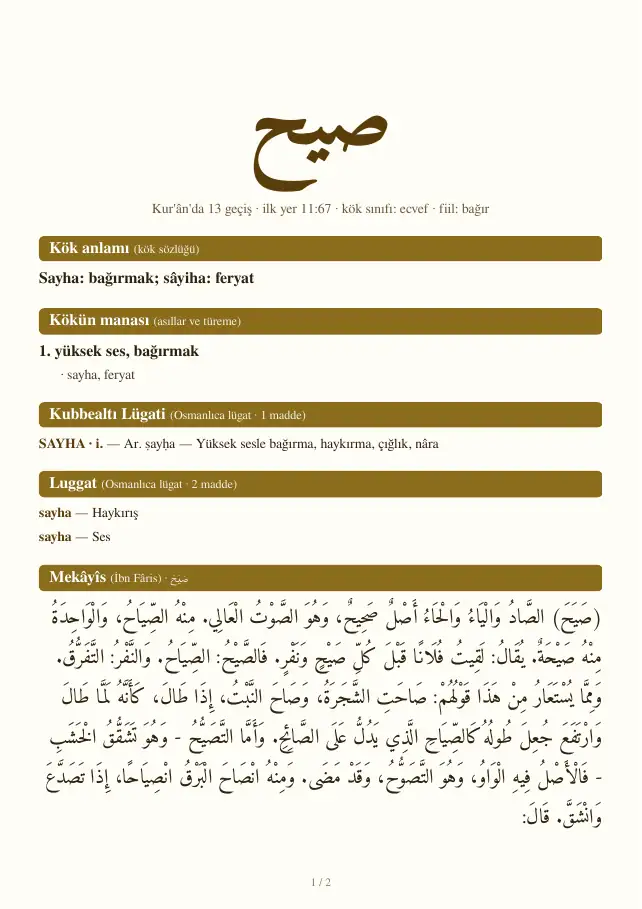 صيح
Kur'ân'da 13 geçiş · ilk yer 11:67 · kök sınıfı: ecvef · fiil: bağır
Kök anlamı (kök sözlüğü)
Sayha: bağırmak; sâyiha: feryat
Kökün manası (asıllar ve türeme)
1. yüksek ses, bağırmak
· sayha, feryat
Kubbealtı Lügati (Osmanlıca lügat · 1 madde)
SAYHA · i. — Ar. ṣayḥa — Yüksek sesle bağırma, haykırma, çığlık, nâra
Luggat (Osmanlıca lügat · 2 madde)
sayha — Haykırış
sayha — Ses
Mekâyîs (İbn Fâris) · صَيَحَ
(صَيَحَ) الصَّادُ وَالْيَاءُ وَالْحَاءُ أَصْلٌ صَحِيحٌ، وَهُوَ الصَّوْتُ الْعَالِي. مِنْهُ الصِّيَاحُ، وَالْوَاحِدَةُ
مِنْهُ صَيْحَةٌ. يُقَالُ: لَقِيتُ فُلَانًا قَبْلَ كُلِّ صَيْحٍ وَنَفْرٍ. فَالصَّيْحُ: الصِّيَاحُ. وَالنَّفْرُ: التَّفَرُّقُ.
وَمِمَّا يُسْتَعَارُ مِنْ هَذَا قَوْلُهُمْ: صَاحَتِ الشَّجَرَةُ، وَصَاحَ النَّبْتُ، إِذَا طَالَ، كَأَنَّهُ لَمَّا طَالَ
وَارْتَفَعَ جُعِلَ طُولُهُ كَالصِّيَاحِ الَّذِي يَدُلُّ عَلَى الصَّائِحِ. وَأَمَّا التَّصَيُّحُ - وَهُوَ تَشَقُّقُ الْخَشَبِ
- فَالْأَصْلُ فِيهِ الْوَاوُ، وَهُوَ التَّصَوُّحُ، وَقَدْ مَضَى. وَمِنْهُ انْصَاحَ الْبَرْقُ انْصِيَاحًا، إِذَا تَصَدَّعَ
وَانْشَقَّ. قَالَ:
1 / 2